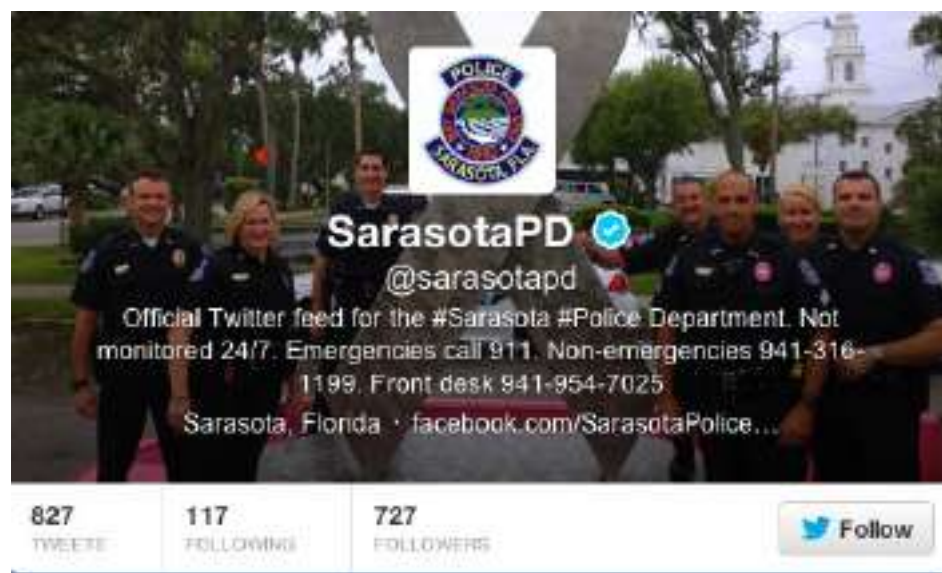 POLICE
SARASOTA, FLA.
SarasotaPD
@sarasotapd
Official Twitter feed for the #Sarasota #Police Department. Not
monitored 24/7. Emergencies call 911. Non-emergencies 941-316-
1199. Front desk 941-954-7025
Sarasota, Florida · facebook.com/SarasotaPolice…
827 117 727
TWEETS FOLLOWING FOLLOWERS
Follow